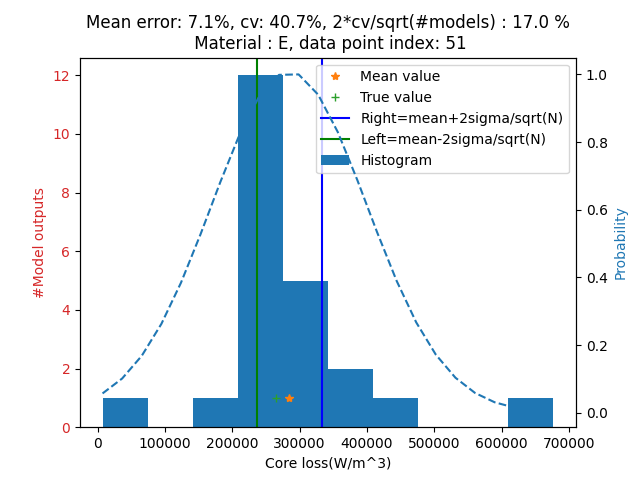 Mean error: 7.1%, cv: 40.7%, 2*cv/sqrt(#models) : 17.0 %
Material : E, data point index: 51
Mean value
True value
Right=mean+2sigma/sqrt(N)
Left=mean-2sigma/sqrt(N)
Histogram
12
10
8
6
4
2
0
#Model outputs
1.0
0.8
0.6
0.4
0.2
0.0
Probability
0 100000 200000 300000 400000 500000 600000 700000
Core loss(W/m^3)